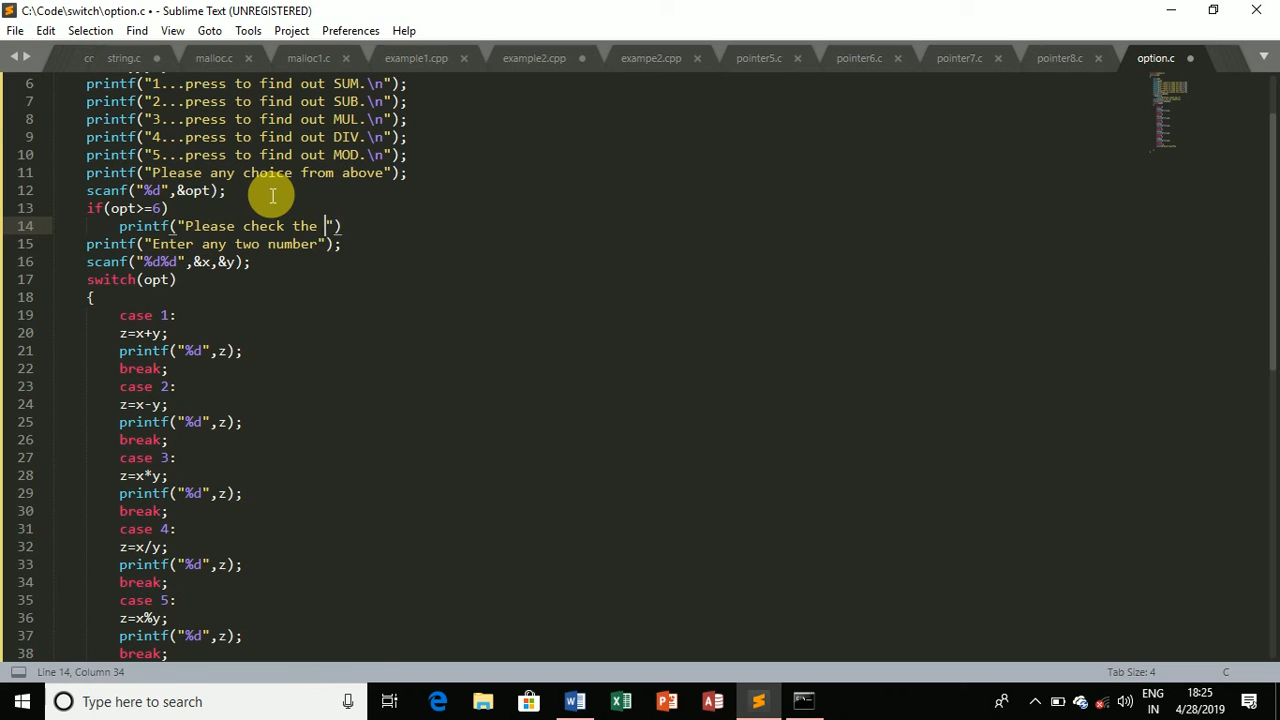 C:\Code\switch\option.c • - Sublime Text (UNREGISTERED)
File Edit Selection Find View Goto Tools Project Preferences Help
string.c malloc.c malloc1.c example1.cpp example2.cpp exampe2.cpp pointer5.c pointer6.c pointer7.c pointer8.c option.c
6 printf("1...press to find out SUM.\n");
7 printf("2...press to find out SUB.\n");
8 printf("3...press to find out MUL.\n");
9 printf("4...press to find out DIV.\n");
10 printf("5...press to find out MOD.\n");
11 printf("Please any choice from above");
12 scanf("%d",&opt);
13 if(opt>=6)
14 printf("Please check the ")
15 printf("Enter any two number");
16 scanf("%d%d",&x,&y);
17 switch(opt)
18 {
19 case 1:
20 z=x+y;
21 printf("%d",z);
22 break;
23 case 2:
24 z=x-y;
25 printf("%d",z);
26 break;
27 case 3:
28 z=x*y;
29 printf("%d",z);
30 break;
31 case 4:
32 z=x/y;
33 printf("%d",z);
34 break;
35 case 5:
36 z=x%y;
37 printf("%d",z);
38 break;
Line 14, Column 34 Tab Size: 4 C
Type here to search
ENG 18:25
IN 4/28/2019